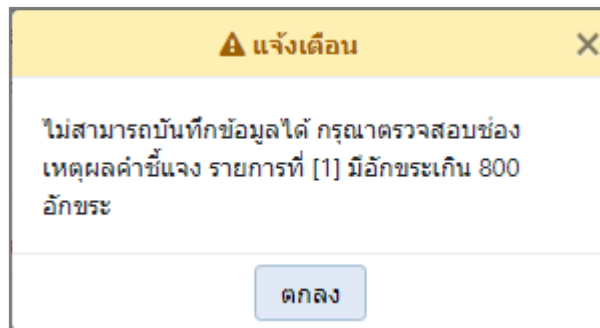 แจ้งเตือน
ไม่สามารถบันทึกข้อมูลได้ กรุณาตรวจสอบช่อง
เหตุผลคำชี้แจง รายการที่ [1] มีอักขระเกิน 800
อักขระ
ตกลง